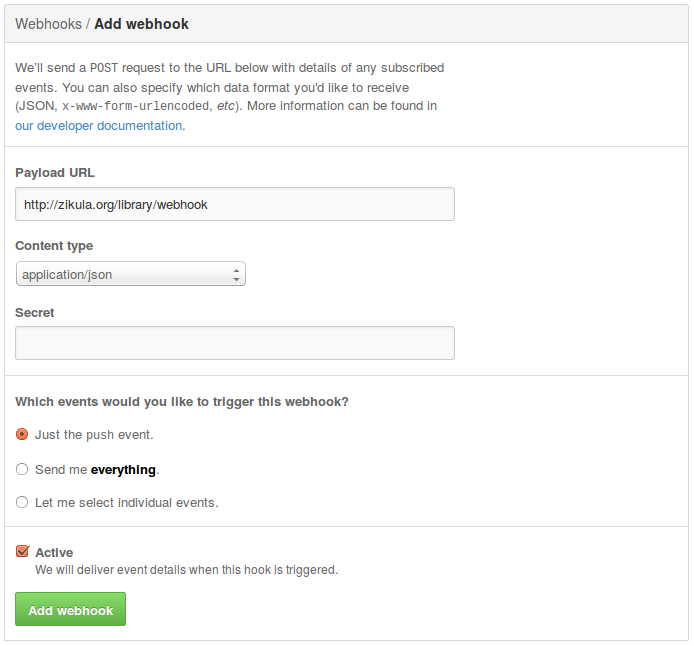 Webhooks / Add webhook
We'll send a POST request to the URL below with details of any subscribed
events. You can also specify which data format you'd like to receive
(JSON, x-www-form-urlencoded, etc). More information can be found in
our developer documentation.
Payload URL
http://zikula.org/library/webhook
Content type
application/json
Secret
Which events would you like to trigger this webhook?
Just the push event.
Send me everything.
Let me select individual events.
Active
We will deliver event details when this hook is triggered.
Add webhook